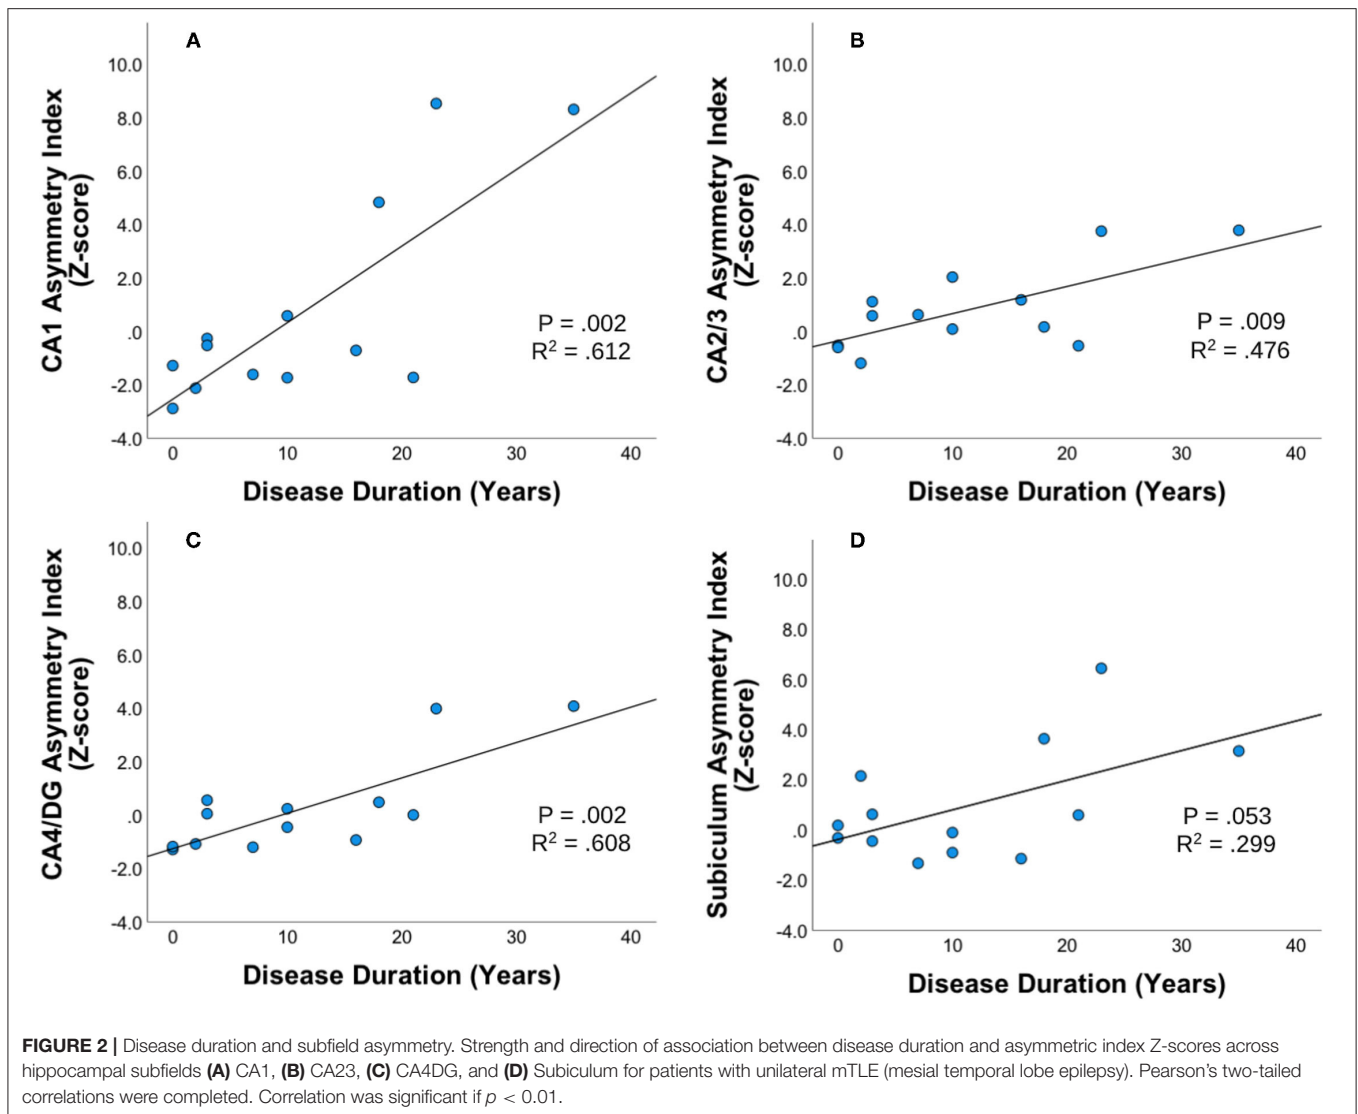 A
CA1 Asymmetry Index
(Z-score)
10.0
8.0
6.0
4.0
2.0
.0
-2.0
-4.0
P = .002
R² = .612
0 10 20 30 40
Disease Duration (Years)
B
CA2/3 Asymmetry Index
(Z-score)
10.0
8.0
6.0
4.0
2.0
.0
-2.0
-4.0
P = .009
R² = .476
0 10 20 30 40
Disease Duration (Years)
C
CA4/DG Asymmetry Index
(Z-score)
10.0
8.0
6.0
4.0
2.0
.0
-2.0
-4.0
P = .002
R² = .608
0 10 20 30 40
Disease Duration (Years)
D
Subiculum Asymmetry Index
(Z-score)
10.0
8.0
6.0
4.0
2.0
.0
-2.0
-4.0
P = .053
R² = .299
0 10 20 30 40
Disease Duration (Years)
FIGURE 2 | Disease duration and subfield asymmetry. Strength and direction of association between disease duration and asymmetric index Z-scores across
hippocampal subfields (A) CA1, (B) CA23, (C) CA4DG, and (D) Subiculum for patients with unilateral mTLE (mesial temporal lobe epilepsy). Pearson's two-tailed
correlations were completed. Correlation was significant if p < 0.01.